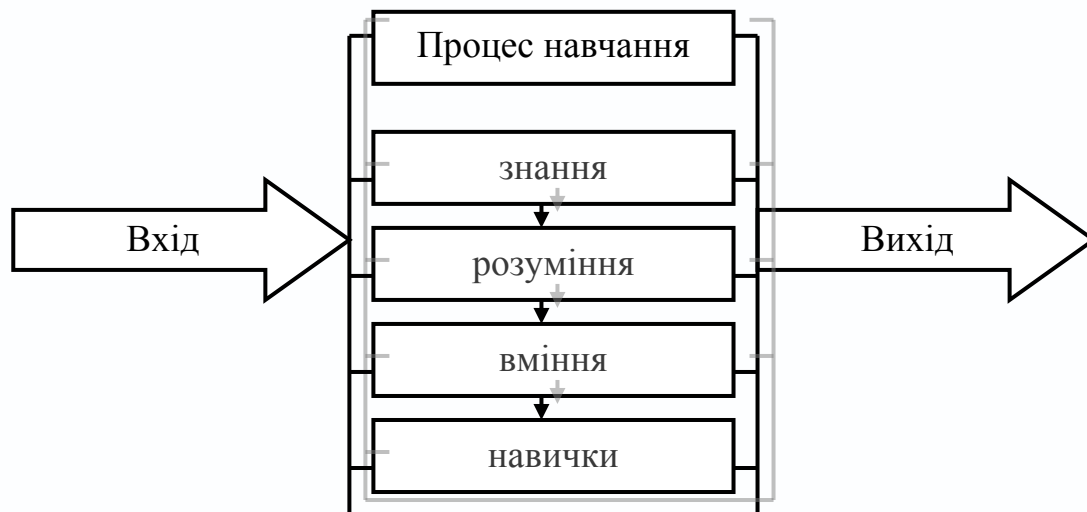 Процес навчання
знання
Вхід
Вихід
розуміння
вміння
навички